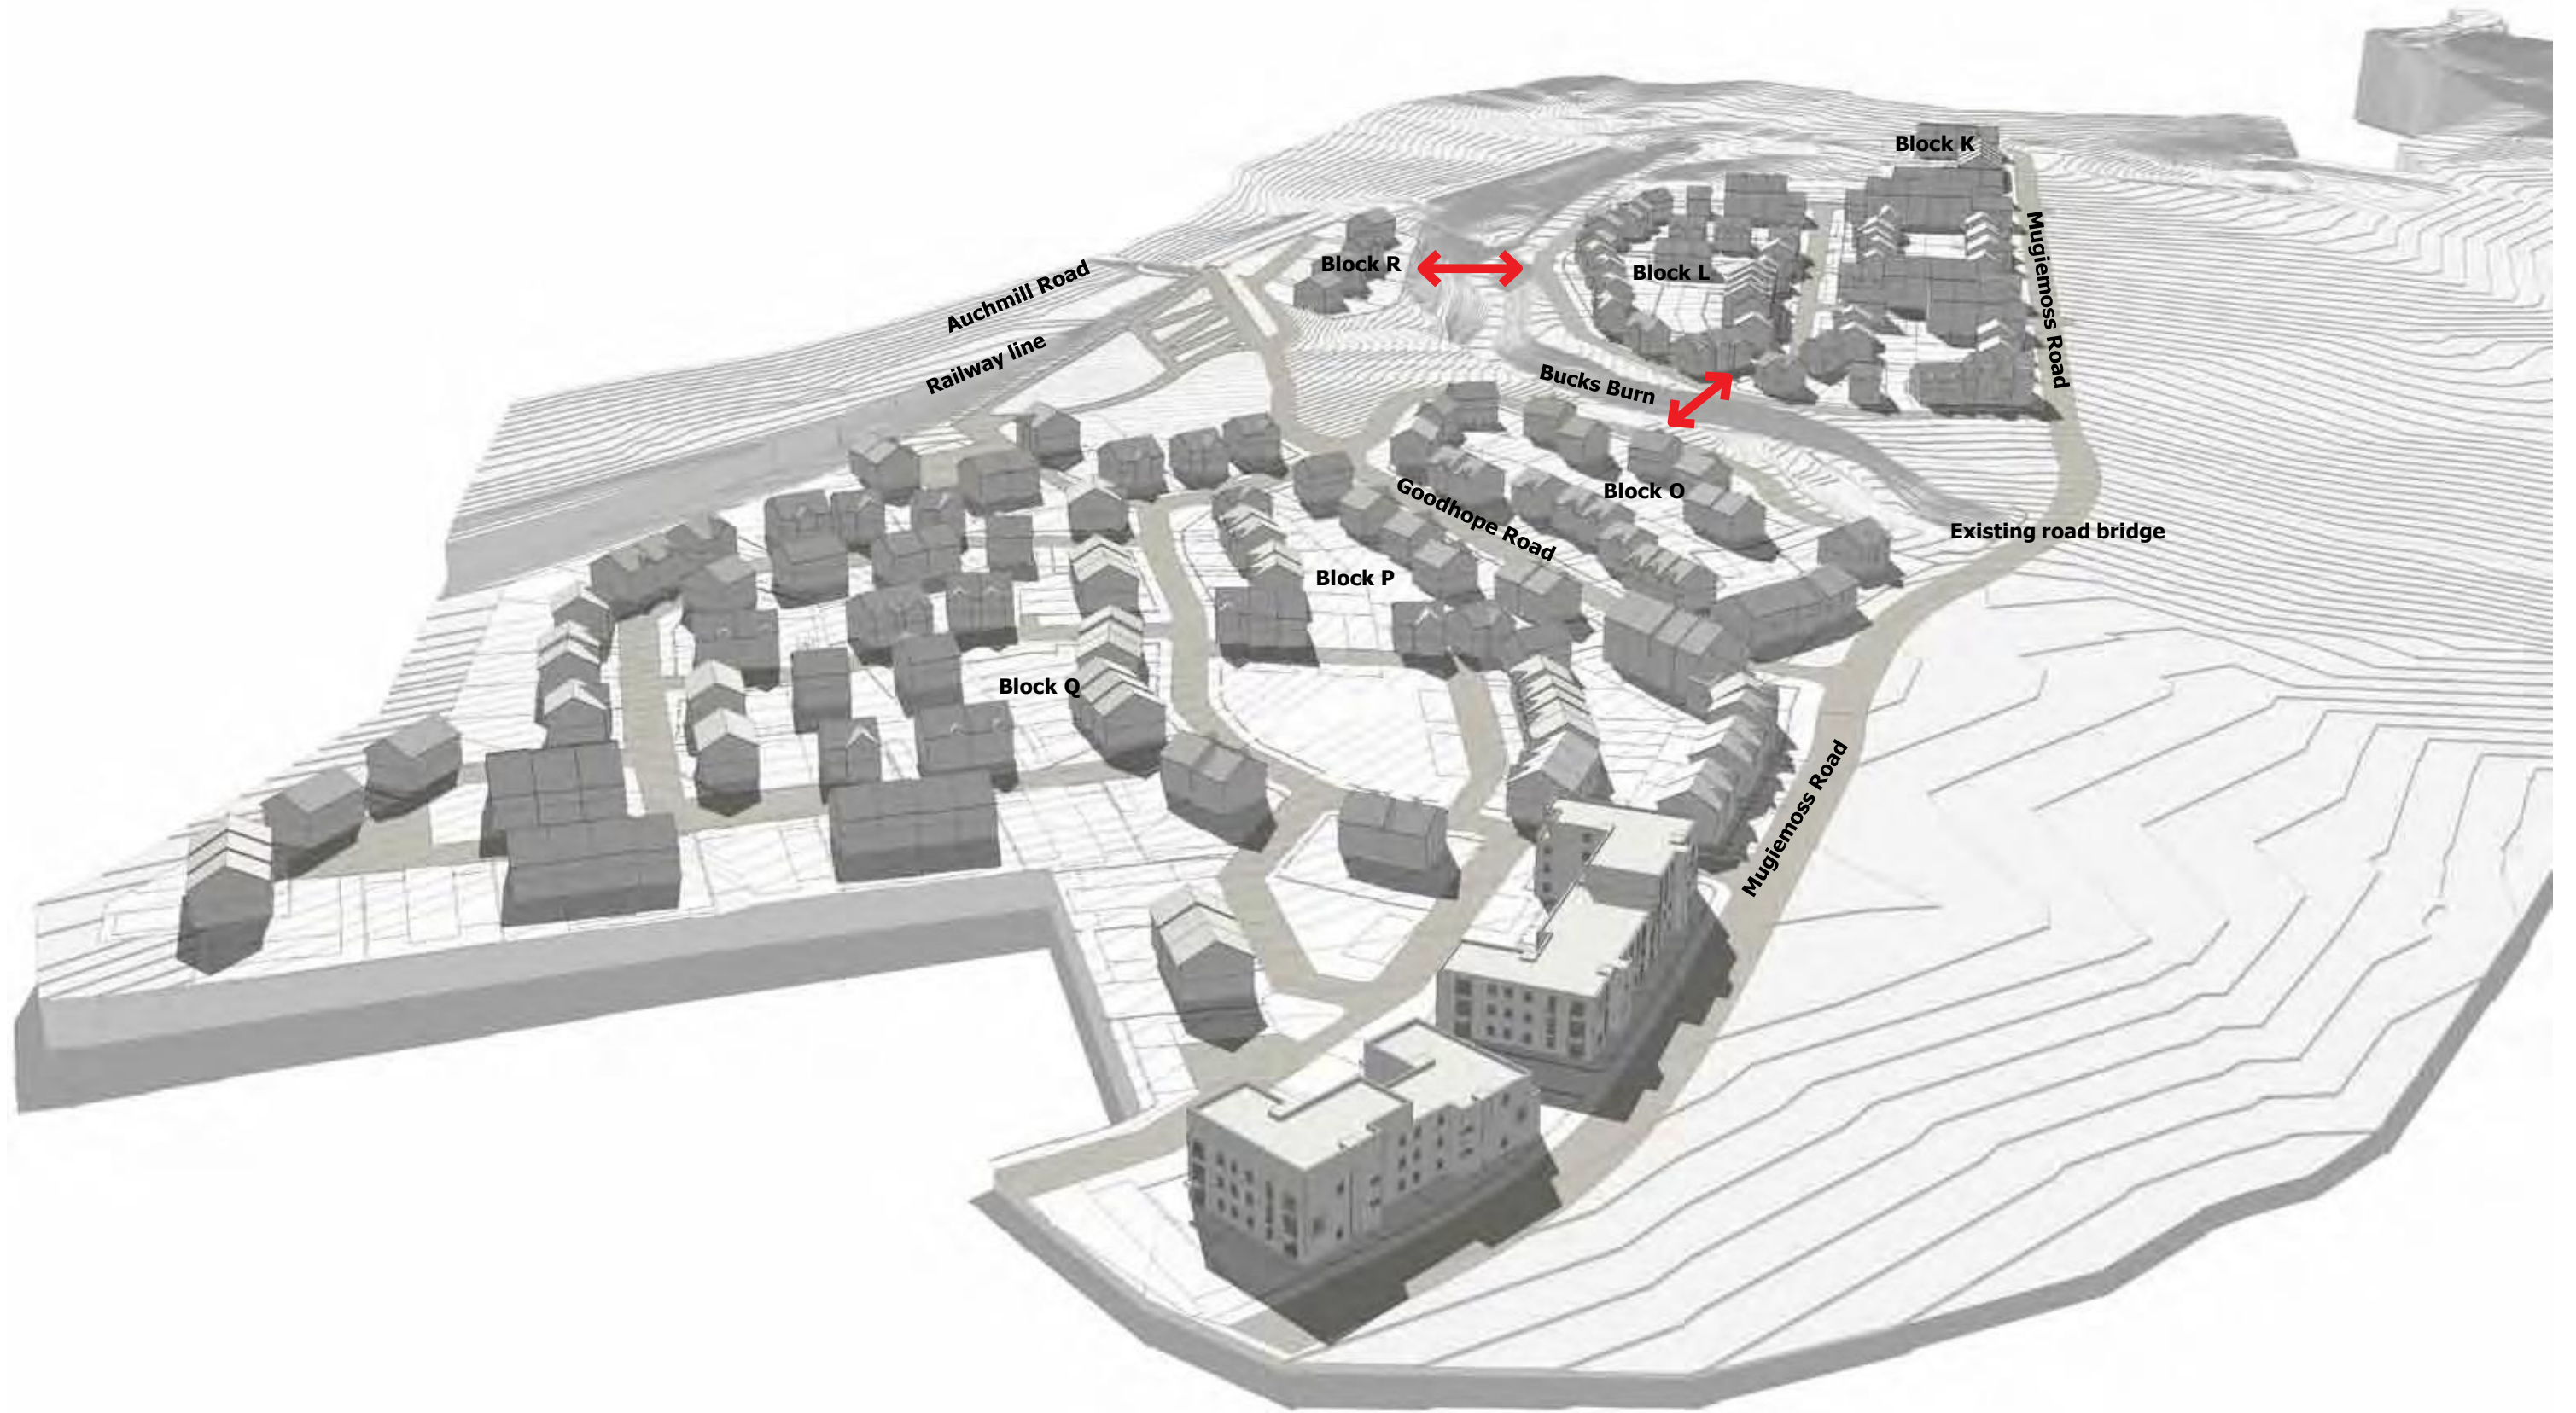 Block K
Mugiemoss Road
Block R
Block L
Auchmill Road
Railway line
Bucks Burn
Block O
Goodhope Road
Existing road bridge
Block P
Block Q
Mugiemoss Road